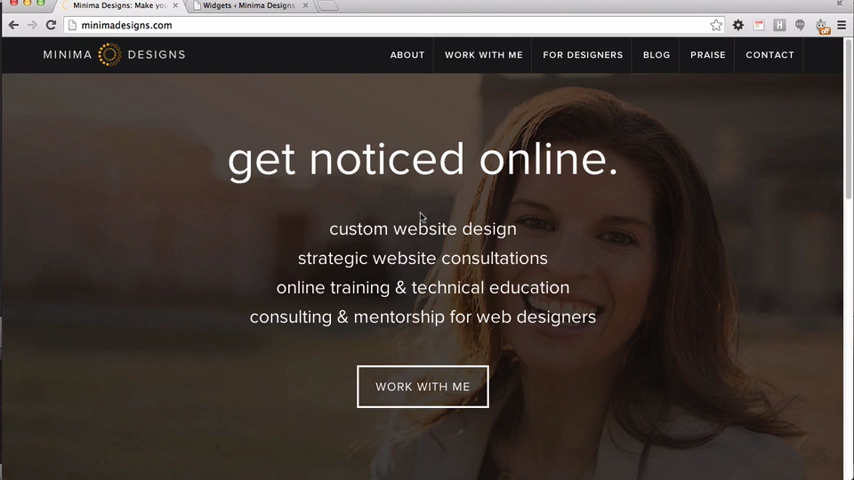 Minima Designs: Make you
Widgets ‹ Minima Designs
minimadesigns.com
off
MINIMA DESIGNS
ABOUT
WORK WITH ME
FOR DESIGNERS
BLOG
PRAISE
CONTACT
get noticed online.
custom website design
strategic website consultations
online training & technical education
consulting & mentorship for web designers
WORK WITH ME